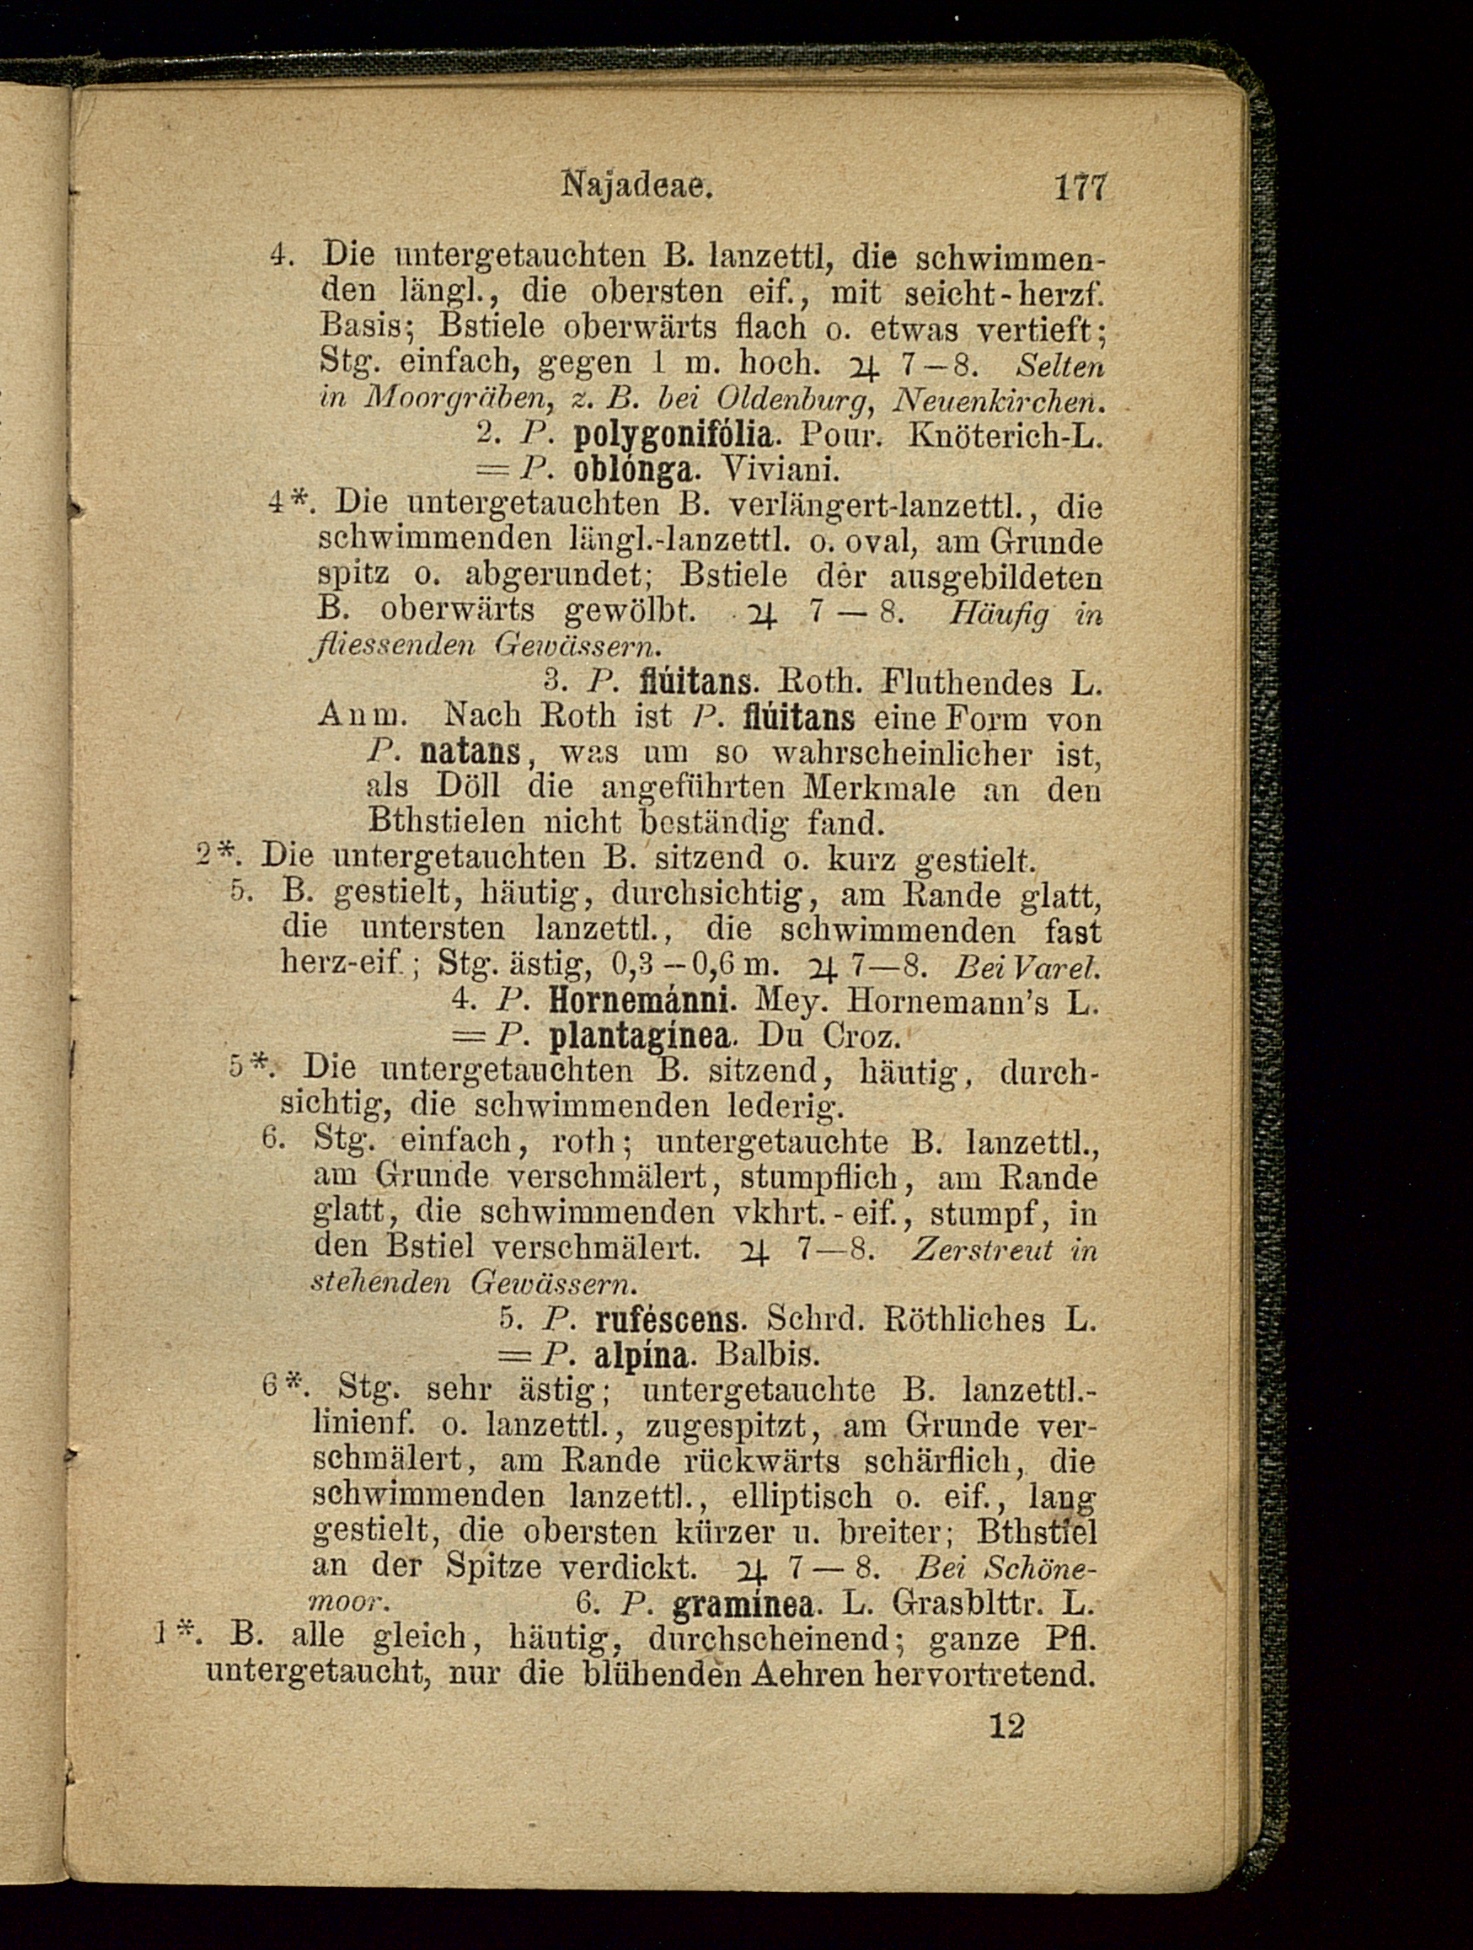 Najadeae. 177
4. Die untergetauchten B. lanzettl, die schwimmen-
den längl., die obersten eif., mit seicht-herzf.
Basis; Bstiele oberwärts flach o. etwas vertieft;
Stg. einfach, gegen 1 m. hoch. ♃ 7–8. Selten
in Moorgräben, z. B. bei Oldenburg, Neuenkirchen.
2. P. polygonifólia. Pour. Knöterich-L.
= P. oblónga. Viviani.
4*. Die untergetauchten B. verlängert-lanzettl., die
schwimmenden längl.-lanzettl. o. oval, am Grunde
spitz o. abgerundet; Bstiele der ausgebildeten
B. oberwärts gewölbt. ♃ 7 — 8. Häufig in
fliessenden Gewässern.
3. P. flúitans. Roth. Fluthendes L.
Anm. Nach Roth ist P. flúitans eine Form von
P. natans, was um so wahrscheinlicher ist,
als Döll die angeführten Merkmale an den
Bthstielen nicht beständig fand.
2*. Die untergetauchten B. sitzend o. kurz gestielt.
5. B. gestielt, häutig, durchsichtig, am Rande glatt,
die untersten lanzettl., die schwimmenden fast
herz-eif.; Stg. ästig, 0,3 – 0,6 m. ♃ 7—8. Bei Varel.
4. P. Hornemánni. Mey. Hornemann's L.
= P. plantagínea. Du Croz.
5*. Die untergetauchten B. sitzend, häutig, durch-
sichtig, die schwimmenden lederig.
6. Stg. einfach, roth; untergetauchte B. lanzettl.,
am Grunde verschmälert, stumpflich, am Rande
glatt, die schwimmenden vkhrt.-eif., stumpf, in
den Bstiel verschmälert. ♃ 7—8. Zerstreut in
stehenden Gewässern.
5. P. ruféscens. Schrd. Röthliches L.
= P. alpína. Balbis.
6*. Stg. sehr ästig; untergetauchte B. lanzettl.-
linienf. o. lanzettl., zugespitzt, am Grunde ver-
schmälert, am Rande rückwärts schärflich, die
schwimmenden lanzettl., elliptisch o. eif., lang
gestielt, die obersten kürzer u. breiter; Bthstiel
an der Spitze verdickt. ♃ 7 — 8. Bei Schöne-
moor. 6. P. gramínea. L. Grasblttr. L.
1*. B. alle gleich, häutig, durchscheinend; ganze Pfl.
untergetaucht, nur die blühenden Aehren hervortretend.
12